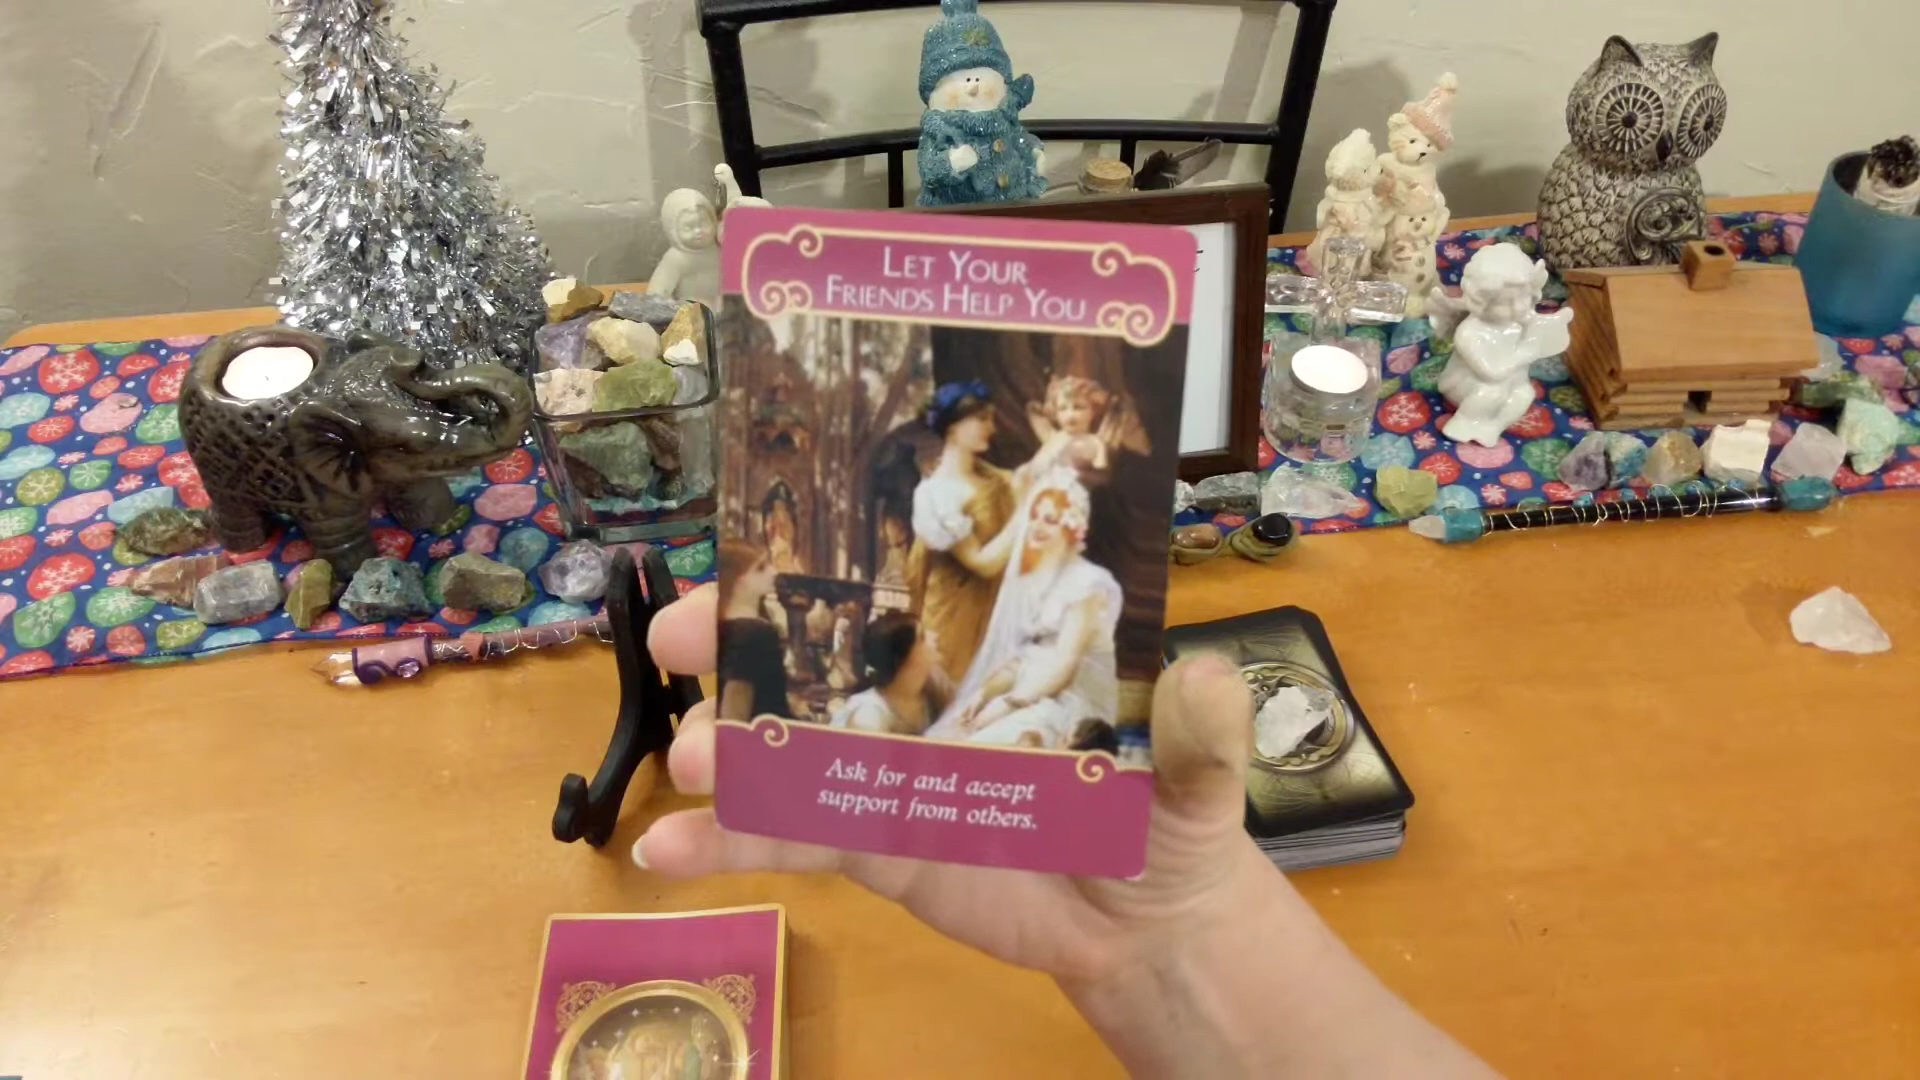 LET YOUR
FRIENDS HELP YOU
Ask for and accept
support from others.